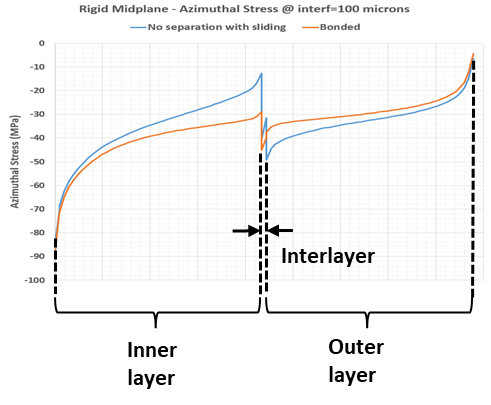 Rigid Midplane - Azimuthal Stress @ interf=100 microns
No separation with sliding
Bonded
0
-10
-20
-30
-40
-50
-60
-70
-80
-90
-100
Azimuthal Stress (MPa)
Interlayer
Inner
layer
Outer
layer